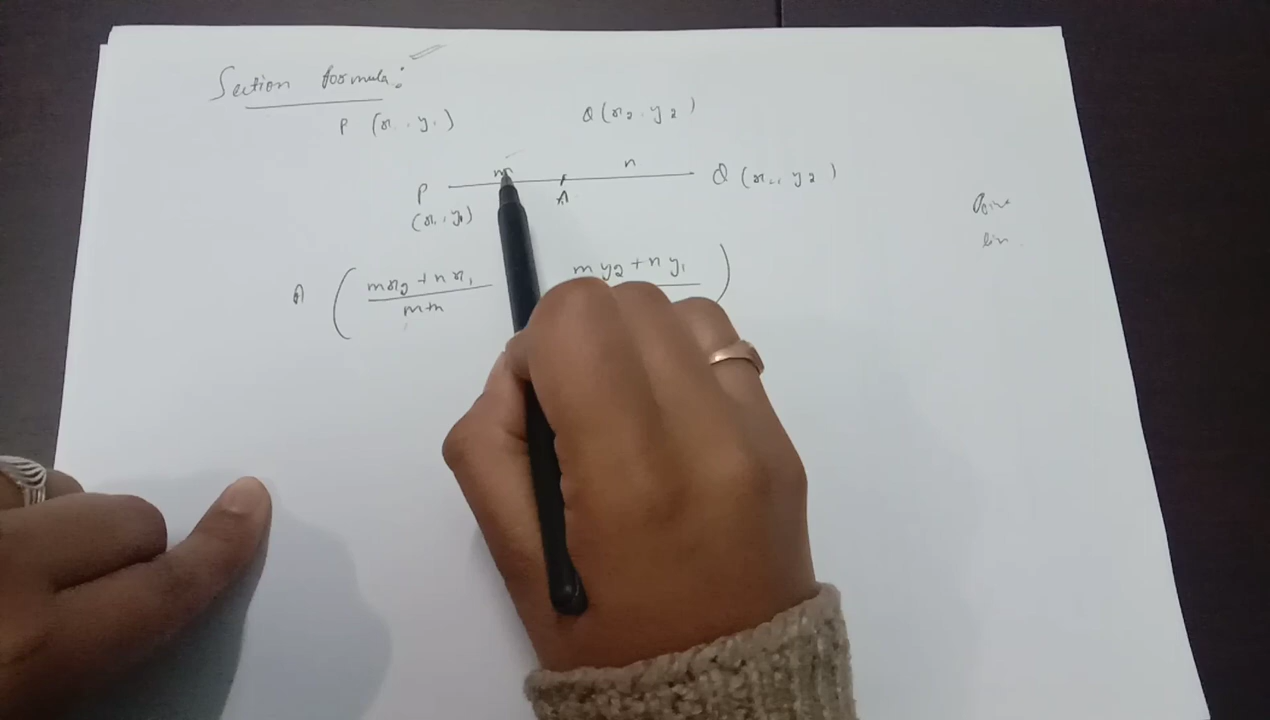 Section formula:
P (x₁, y₁) Q (x₂, y₂)
m n
P A Q (x₂, y₂)
(x₁, y₁)
A ( mx₂ + nx₁ / m+n my₂ + ny₁ )